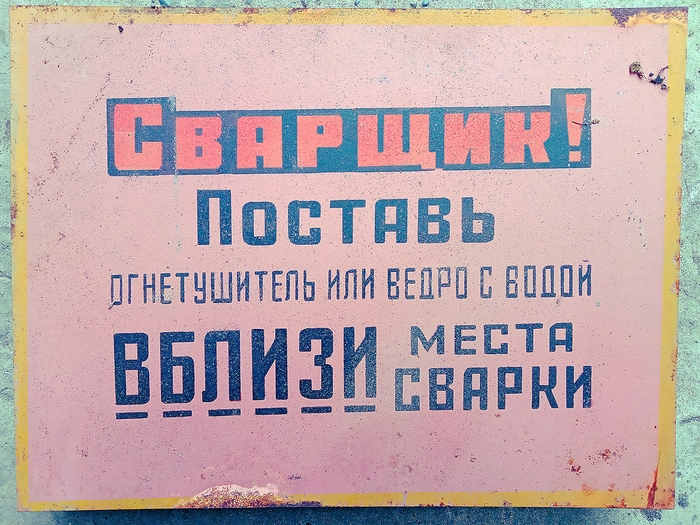 Сварщик!
Поставь
огнетушитель или ведро с водой
вблизи места
сварки